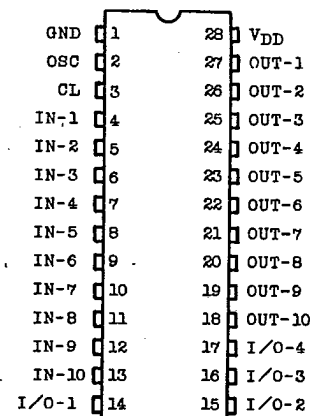 GND 1 28 VDD
OSC 2 27 OUT-1
CL 3 26 OUT-2
IN-1 4 25 OUT-3
IN-2 5 24 OUT-4
IN-3 6 23 OUT-5
IN-4 7 22 OUT-6
IN-5 8 21 OUT-7
IN-6 9 20 OUT-8
IN-7 10 19 OUT-9
IN-8 11 18 OUT-10
IN-9 12 17 I/O-4
IN-10 13 16 I/O-3
I/O-1 14 15 I/O-2